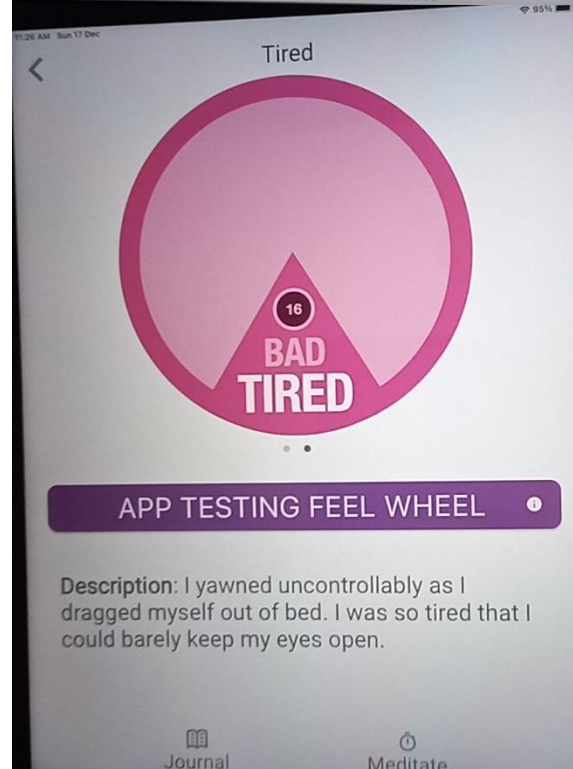 95%
11:26 AM Sun 17 Dec
Tired
16
BAD
TIRED
APP TESTING FEEL WHEEL
Description: I yawned uncontrollably as I
dragged myself out of bed. I was so tired that I
could barely keep my eyes open.
Journal
Meditate